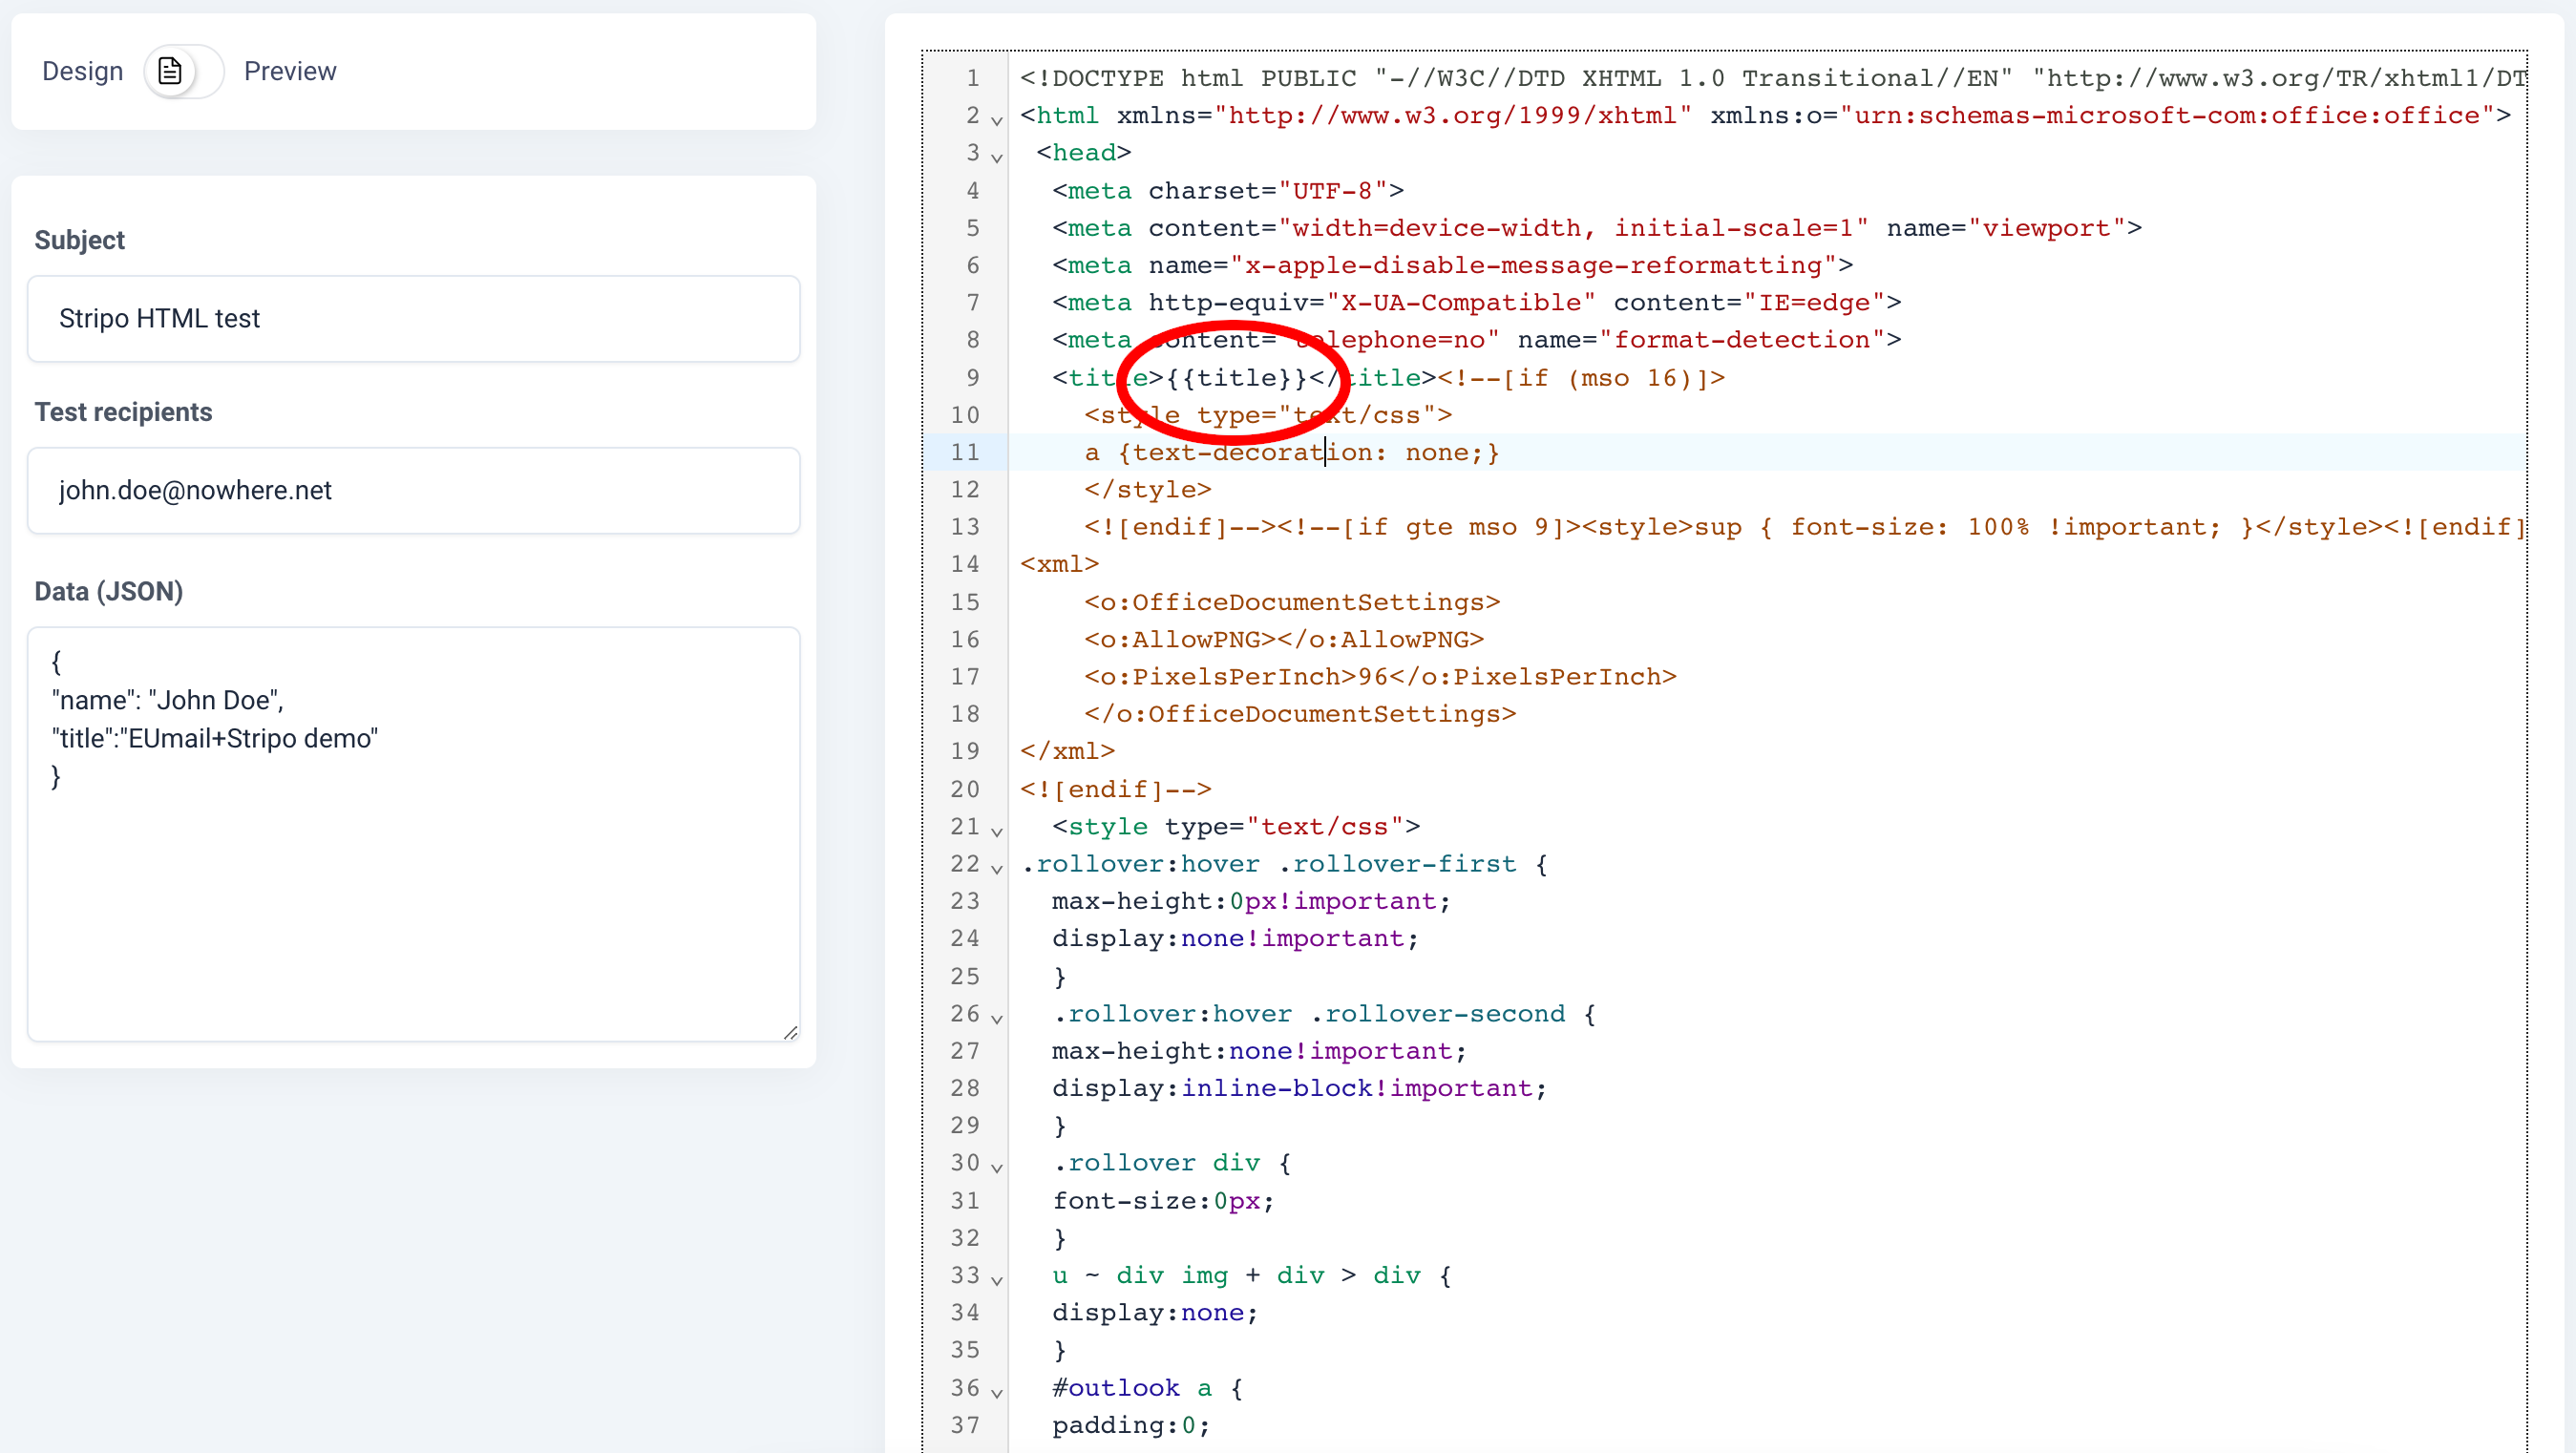 Design Preview
Subject
Stripo HTML test
Test recipients
john.doe@nowhere.net
Data (JSON)
{
"name": "John Doe",
"title":"EUmail+Stripo demo"
}
1 <!DOCTYPE html PUBLIC "-//W3C//DTD XHTML 1.0 Transitional//EN" "http://www.w3.org/TR/xhtml1/DT
2 <html xmlns="http://www.w3.org/1999/xhtml" xmlns:o="urn:schemas-microsoft-com:office:office">
3 <head>
4 <meta charset="UTF-8">
5 <meta content="width=device-width, initial-scale=1" name="viewport">
6 <meta name="x-apple-disable-message-reformatting">
7 <meta http-equiv="X-UA-Compatible" content="IE=edge">
8 <meta content="telephone=no" name="format-detection">
9 <title>{{title}}</title><!--[if (mso 16)]>
10 <style type="text/css">
11 a {text-decoration: none;}
12 </style>
13 <![endif]--><!--[if gte mso 9]><style>sup { font-size: 100% !important; }</style><![endif]
14 <xml>
15 <o:OfficeDocumentSettings>
16 <o:AllowPNG></o:AllowPNG>
17 <o:PixelsPerInch>96</o:PixelsPerInch>
18 </o:OfficeDocumentSettings>
19 </xml>
20 <![endif]-->
21 <style type="text/css">
22 .rollover:hover .rollover-first {
23 max-height:0px!important;
24 display:none!important;
25 }
26 .rollover:hover .rollover-second {
27 max-height:none!important;
28 display:inline-block!important;
29 }
30 .rollover div {
31 font-size:0px;
32 }
33 u ~ div img + div > div {
34 display:none;
35 }
36 #outlook a {
37 padding:0;